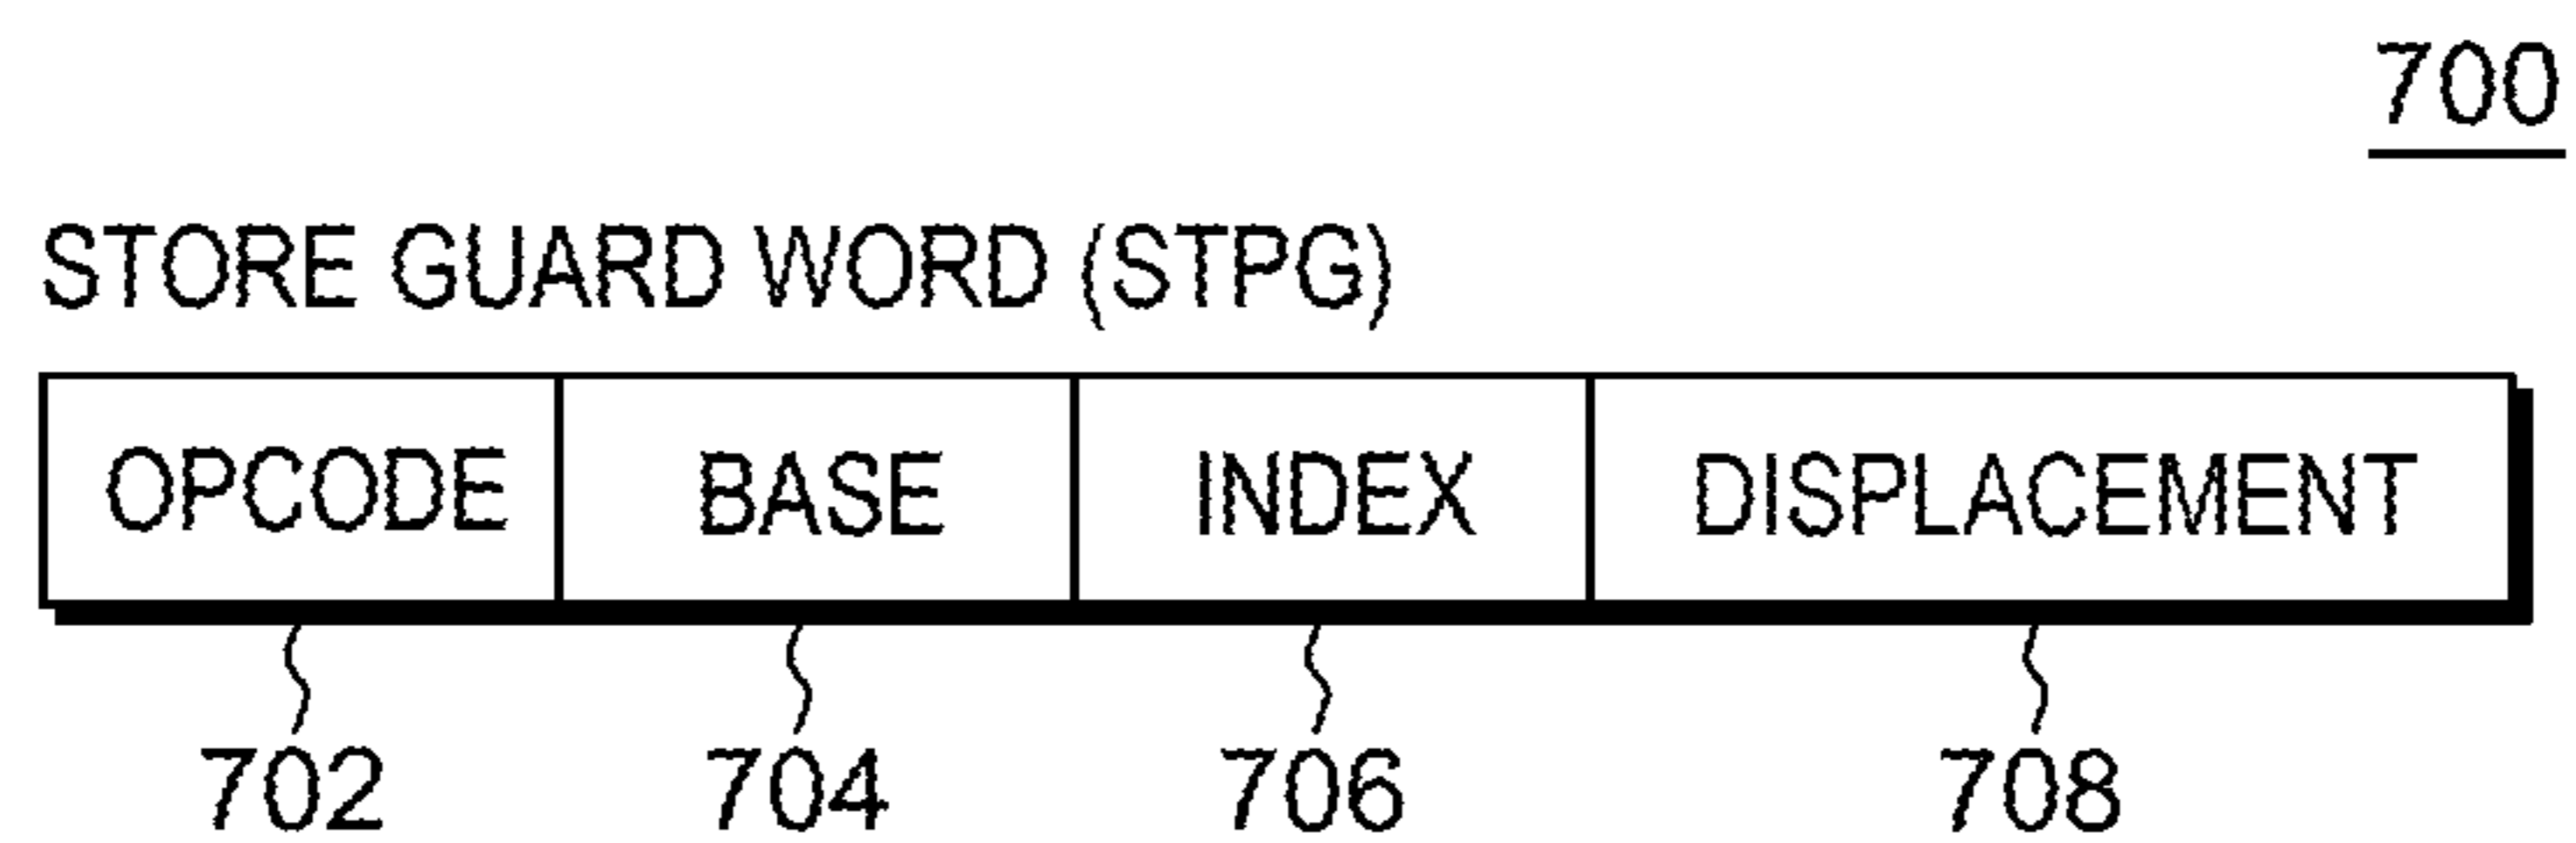 700
STORE GUARD WORD (STPG)
OPCODE BASE INDEX DISPLACEMENT
702 704 706 708